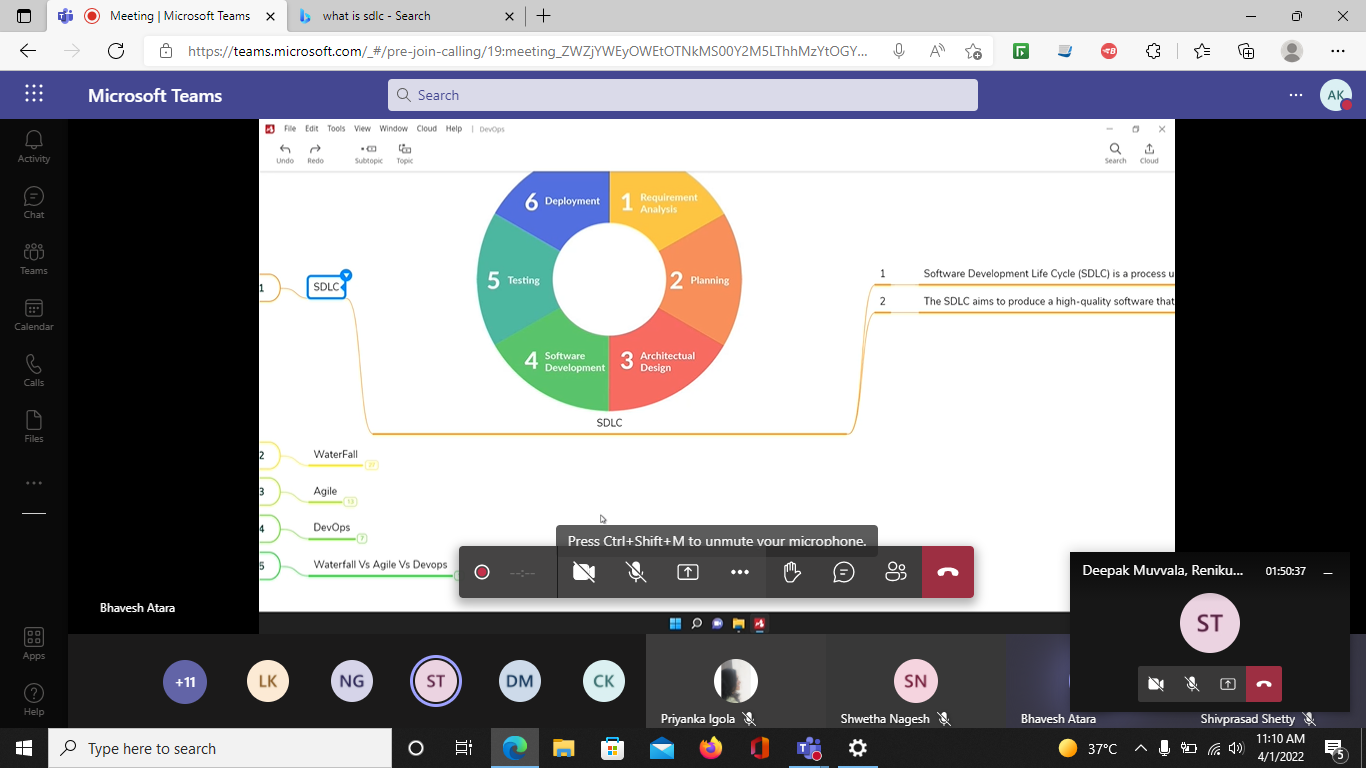 Meeting | Microsoft Teams
what is sdlc - Search
https://teams.microsoft.com/_#/pre-join-calling/19:meeting_ZWZjYWEyOWEtOTNkMS00Y2M5LThhMzYtOGY...
Microsoft Teams
Search
AK
Activity
Chat
Teams
Calendar
Calls
Files
Apps
Help
File Edit Tools View Window Cloud Help | DevOps
Undo Redo Subtopic Topic Search Cloud
6 Deployment
1 Requirement
Analysis
5 Testing
2 Planning
4 Software
Development
3 Architectual
Design
SDLC
1 SDLC
1 Software Development Life Cycle (SDLC) is a process u
2 The SDLC aims to produce a high-quality software that
2 WaterFall
3 Agile
13
4 DevOps
7
5 Waterfall Vs Agile Vs Devops
Press Ctrl+Shift+M to unmute your microphone.
--:--
Bhavesh Atara
Deepak Muvvala, Reniku... 01:50:37
ST
+11 LK NG ST DM CK SN
Priyanka Igola
Shwetha Nagesh
Bhavesh Atara
Shivprasad Shetty
Type here to search
37°C
11:10 AM
4/1/2022
5